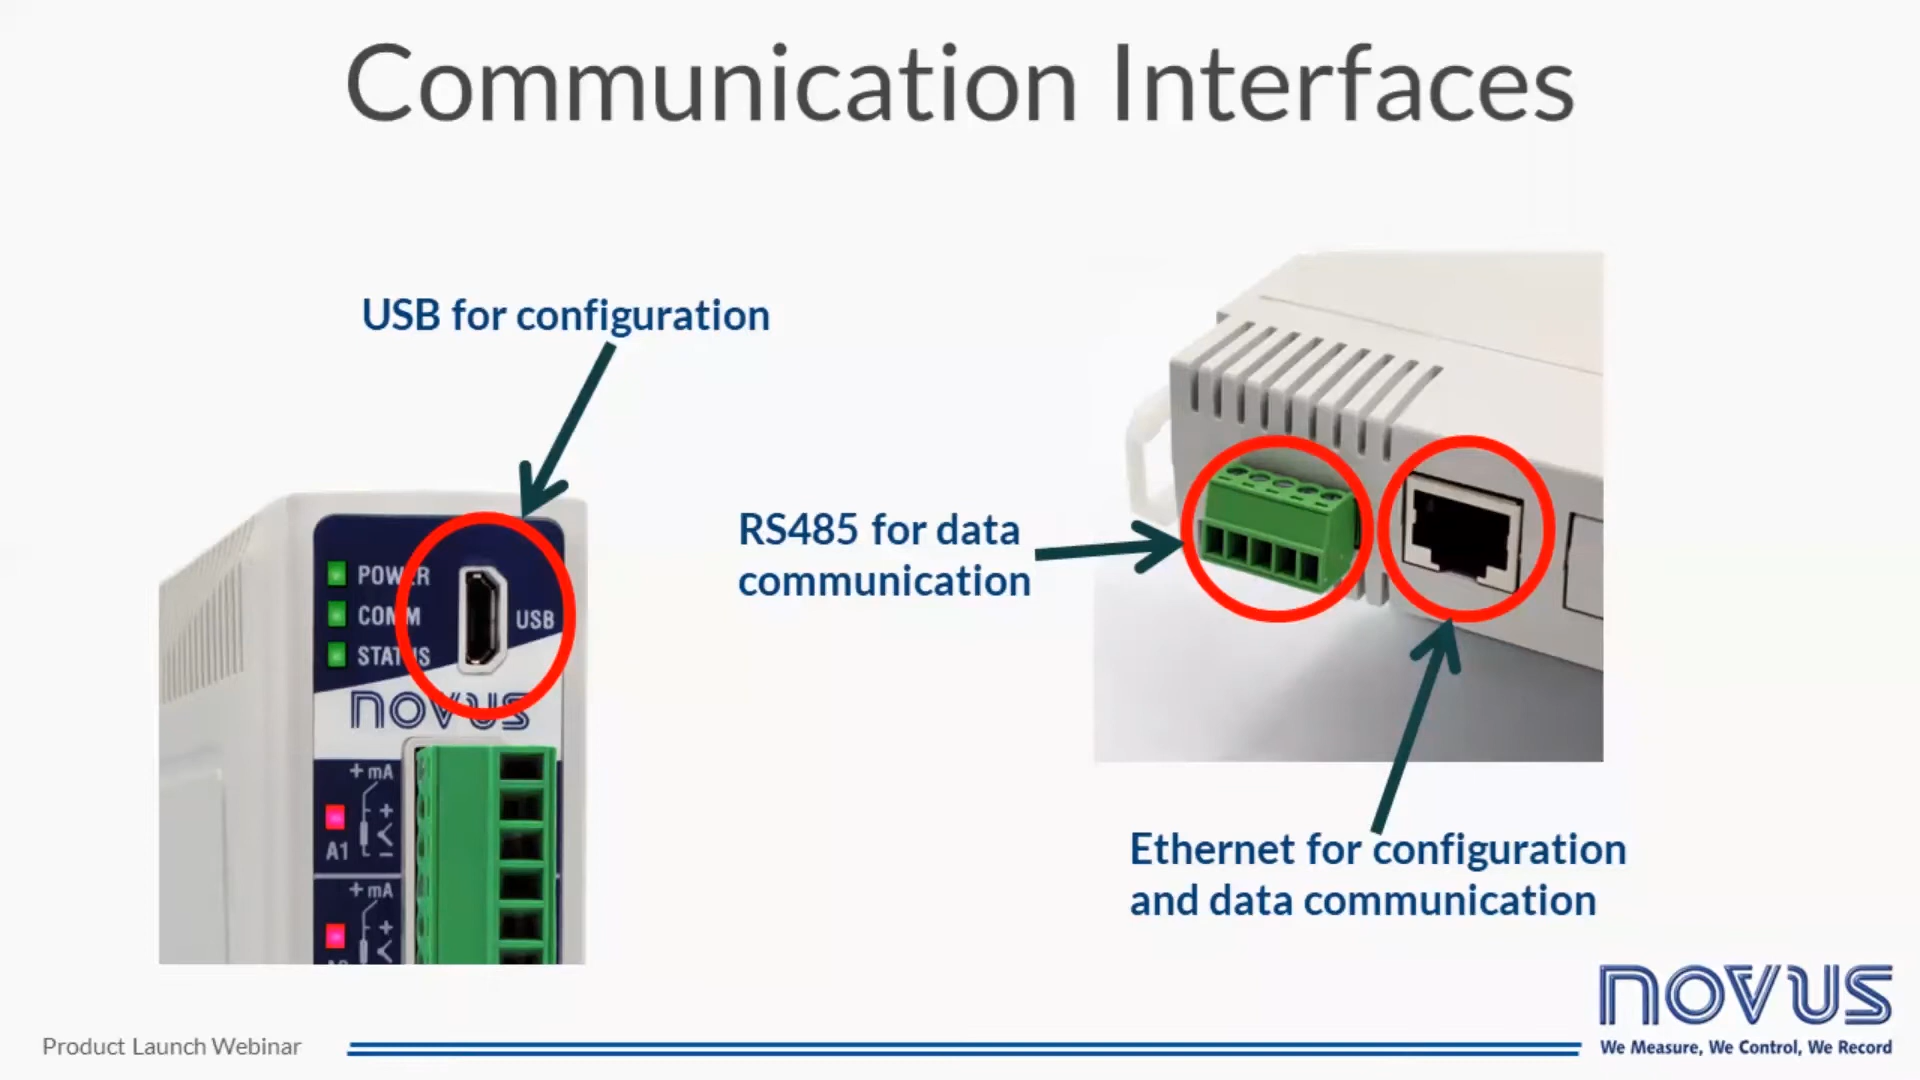 Communication Interfaces
USB for configuration
RS485 for data
communication
POWER
COMM
STATUS
USB
novus
+ mA
+
A1
−
+ mA
+
Ethernet for configuration
and data communication
novus
We Measure, We Control, We Record
Product Launch Webinar